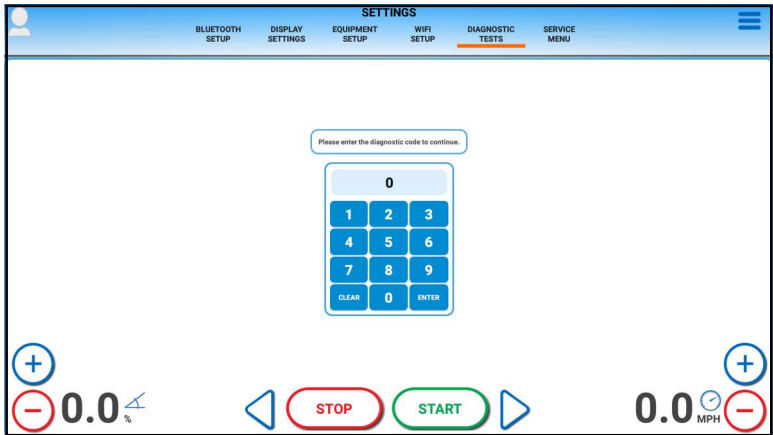 SETTINGS
BLUETOOTH
SETUP
DISPLAY
SETTINGS
EQUIPMENT
SETUP
WIFI
SETUP
DIAGNOSTIC
TESTS
SERVICE
MENU
Please enter the diagnostic code to continue.
0
1 2 3
4 5 6
7 8 9
CLEAR 0 ENTER
+ +
− 0.0 % STOP START 0.0 MPH −